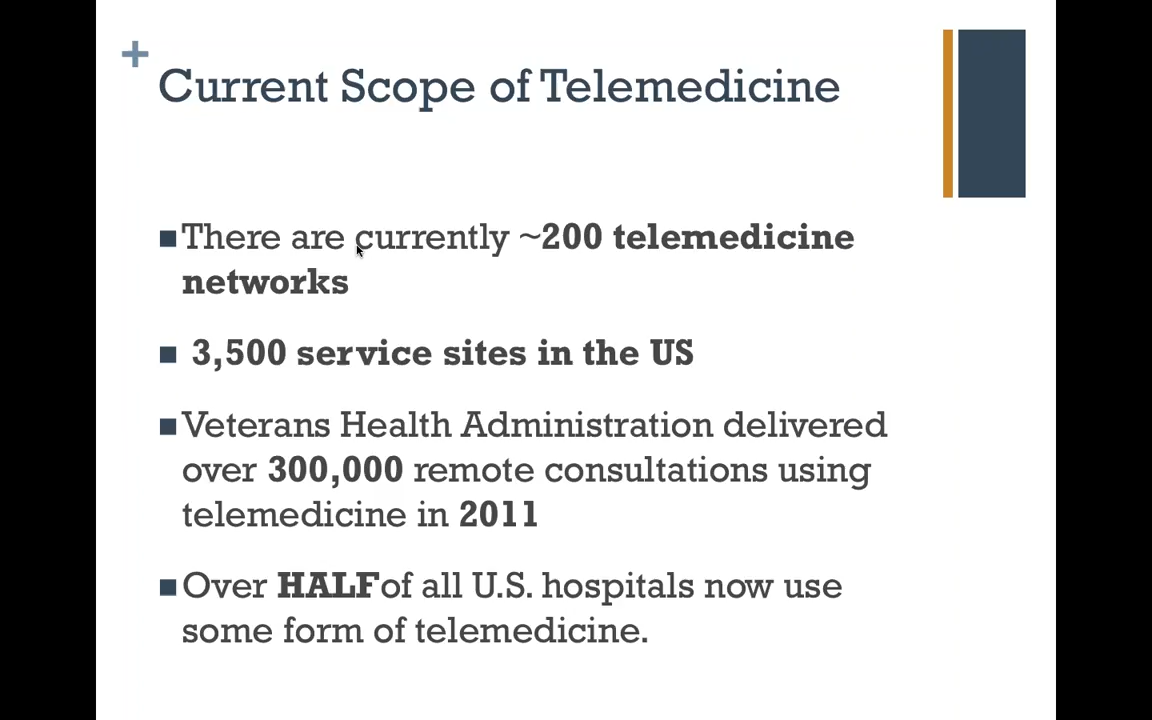 +
Current Scope of Telemedicine
■There are currently ~200 telemedicine
networks
■ 3,500 service sites in the US
■Veterans Health Administration delivered
over 300,000 remote consultations using
telemedicine in 2011
■Over HALFof all U.S. hospitals now use
some form of telemedicine.